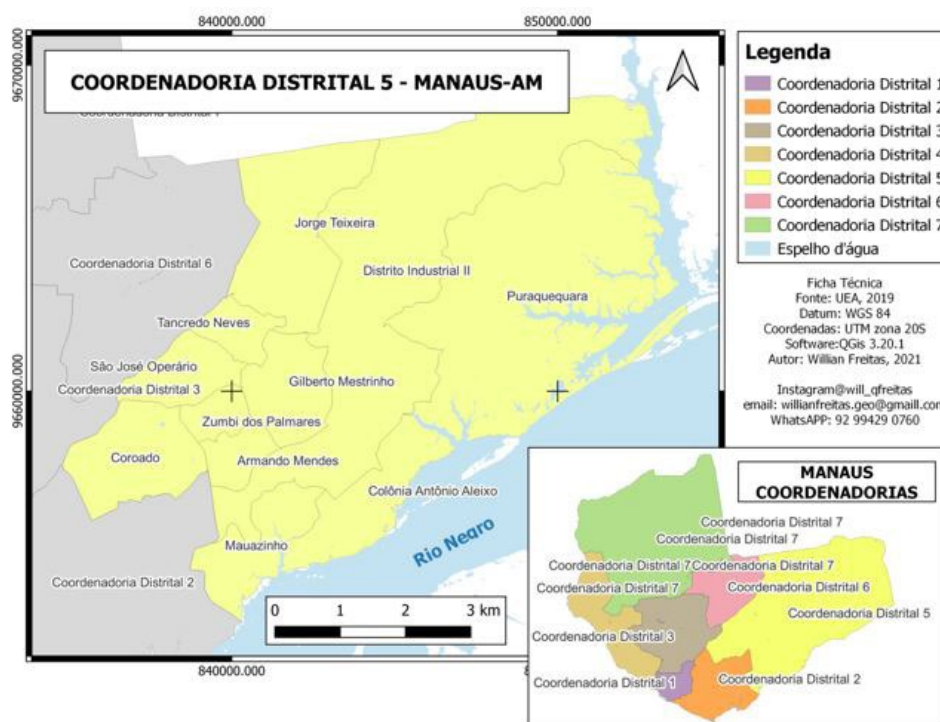 840000.000
850000.000
9670000.000
COORDENADORIA DISTRITAL 5 - MANAUS-AM
Coordenadoria Distrital 6
Jorge Teixeira
Distrito Industrial II
Puraquequara
Tancredo Neves
São José Operário
Coordenadoria Distrital 3
9660000.000
Gilberto Mestrinho
Zumbi dos Palmares
Coroado
Armando Mendes
Colônia Antônio Aleixo
Mauazinho
Rio Negro
Coordenadoria Distrital 2
0 1 2 3 km
840000.000
Legenda
Coordenadoria Distrital 1
Coordenadoria Distrital 2
Coordenadoria Distrital 3
Coordenadoria Distrital 4
Coordenadoria Distrital 5
Coordenadoria Distrital 6
Coordenadoria Distrital 7
Espelho d'água
Ficha Técnica
Fonte: UEA, 2019
Datum: WGS 84
Coordenadas: UTM zona 20S
Software:QGis 3.20.1
Autor: Willian Freitas, 2021
Instagram@will_qfreitas
email: willianfreitas.geo@gmaill.com
WhatsAPP: 92 99429 0760
MANAUS
COORDENADORIAS
Coordenadoria Distrital 7
Coordenadoria Distrital 7
Coordenadoria Distrital 7
Coordenadoria Distrital 7
Coordenadoria Distrital 7
Coordenadoria Distrital 6
Coordenadoria Distrital 5
Coordenadoria Distrital 3
Coordenadoria Distrital 1
Coordenadoria Distrital 2